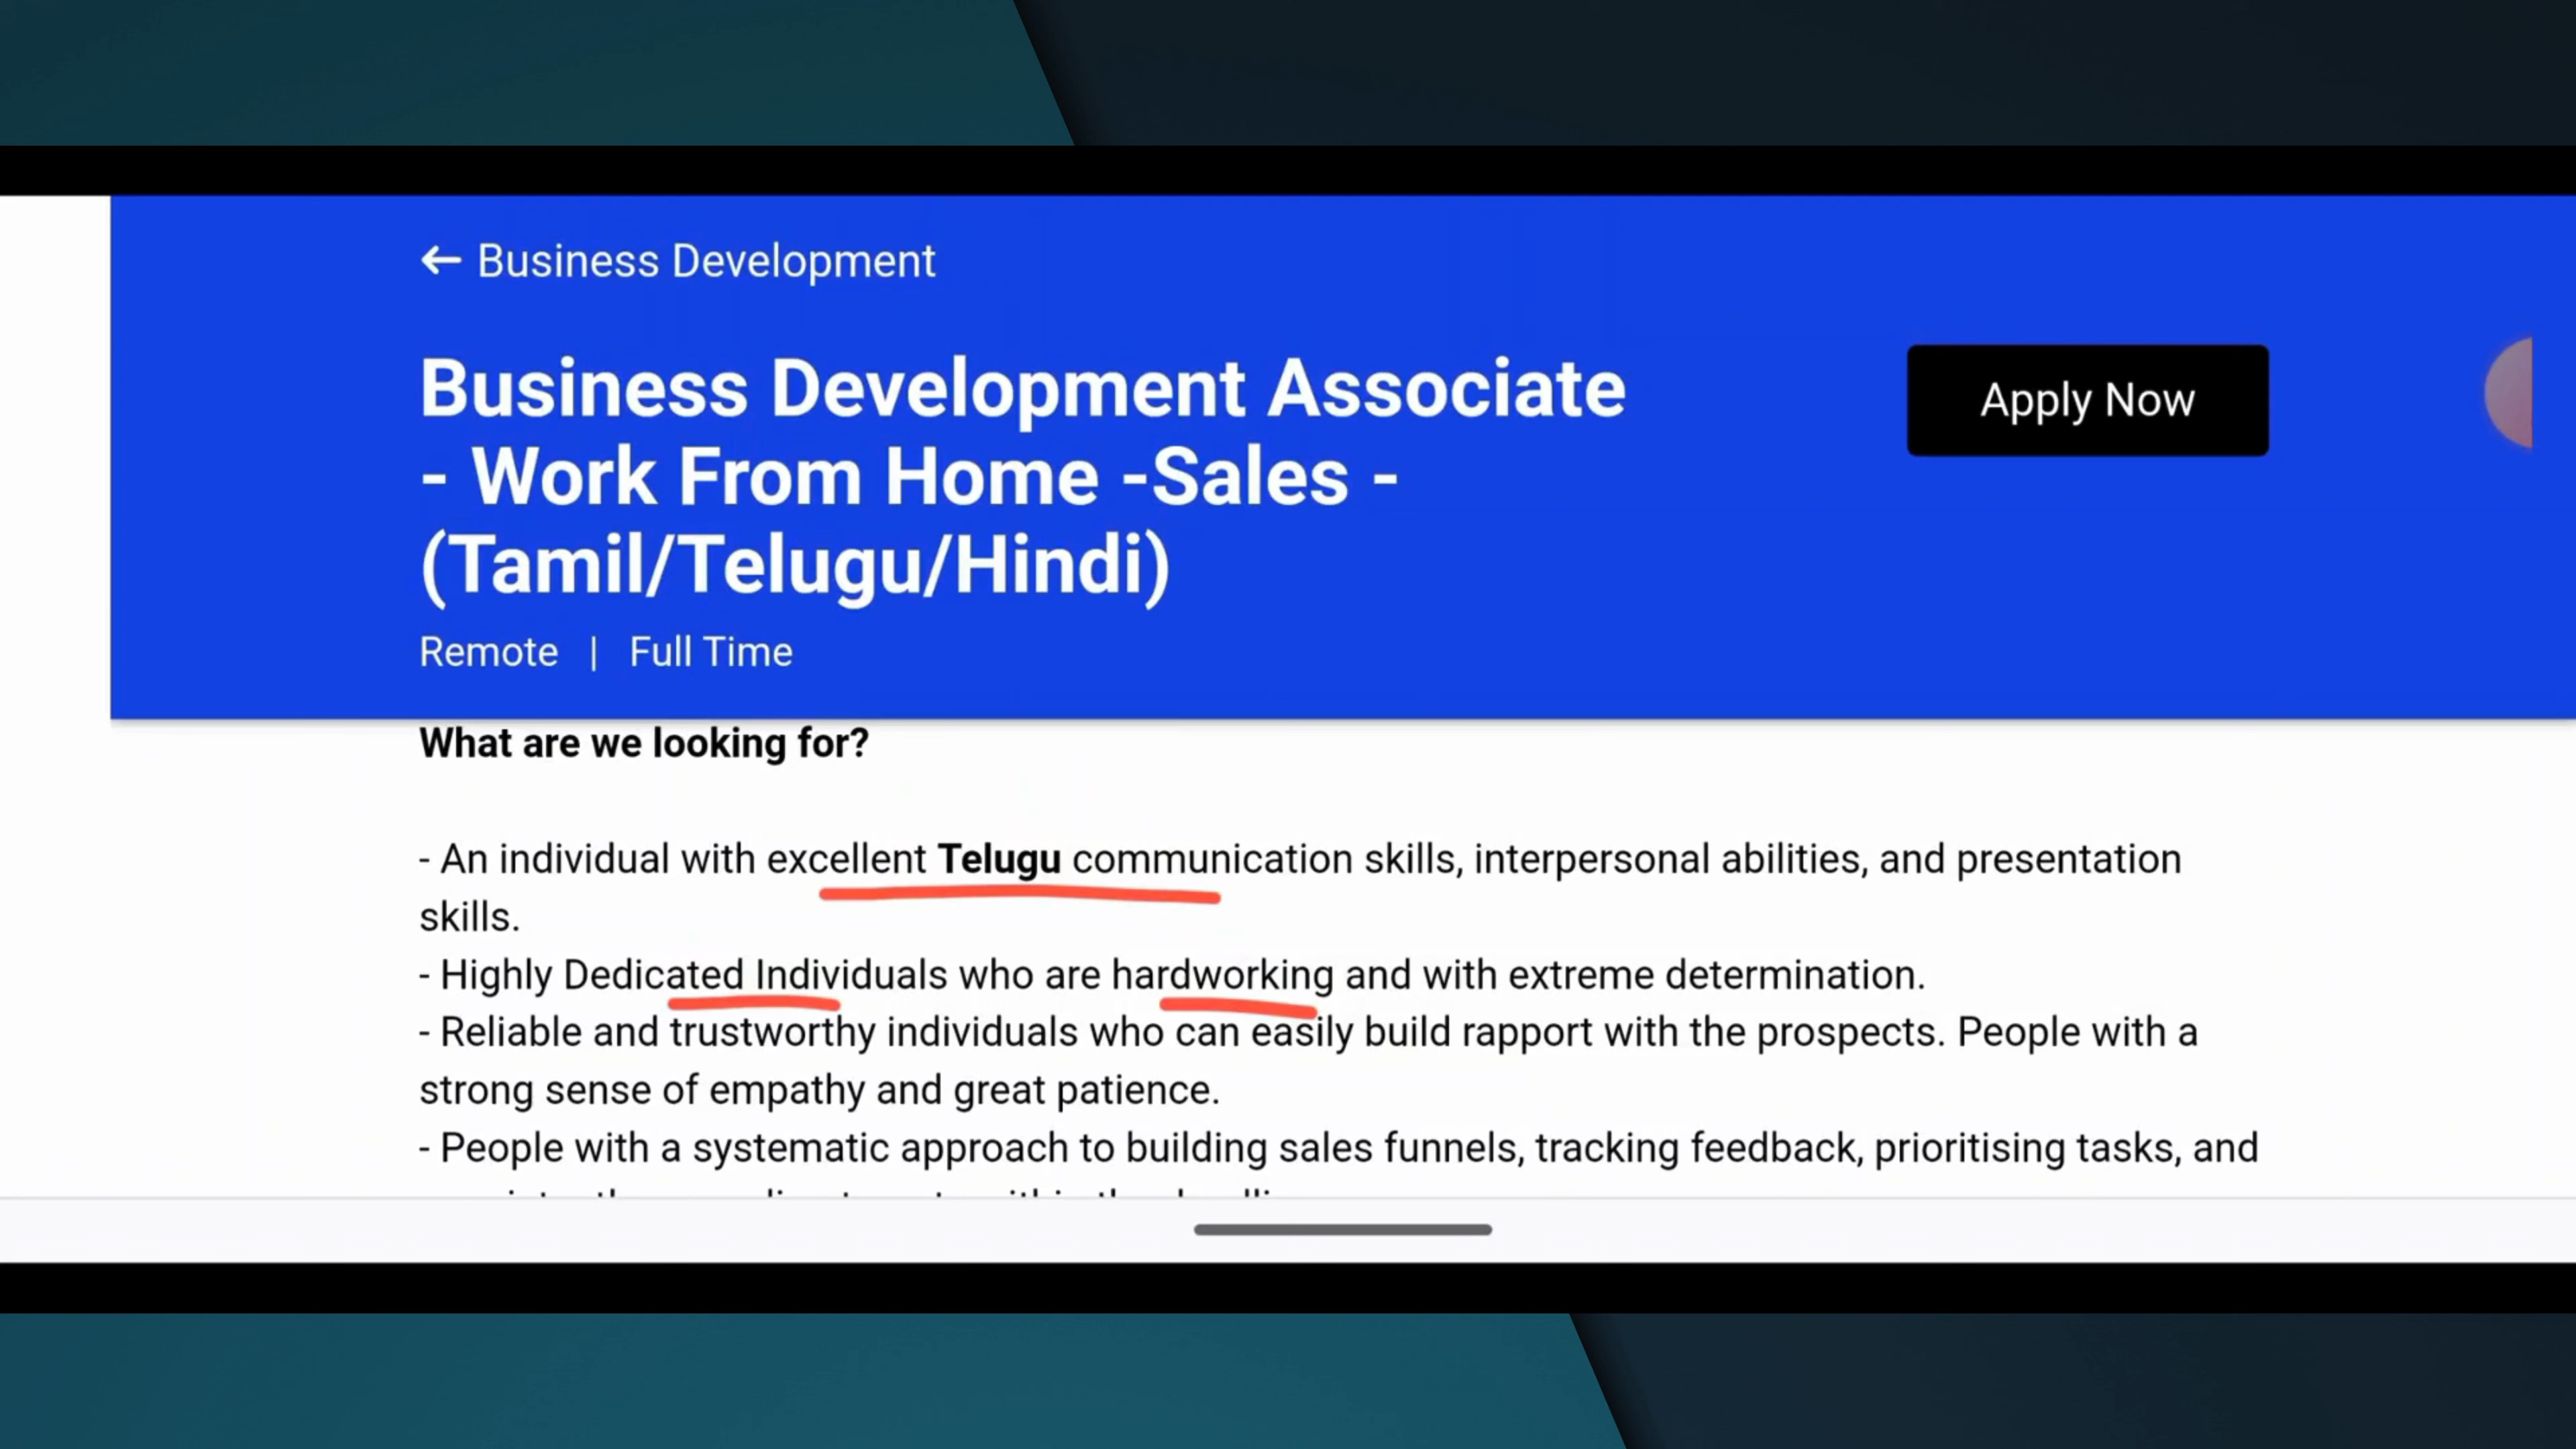 ← Business Development
Business Development Associate
- Work From Home -Sales -
(Tamil/Telugu/Hindi)
Apply Now
Remote | Full Time
What are we looking for?
- An individual with excellent Telugu communication skills, interpersonal abilities, and presentation
skills.
- Highly Dedicated Individuals who are hardworking and with extreme determination.
- Reliable and trustworthy individuals who can easily build rapport with the prospects. People with a
strong sense of empathy and great patience.
- People with a systematic approach to building sales funnels, tracking feedback, prioritising tasks, and